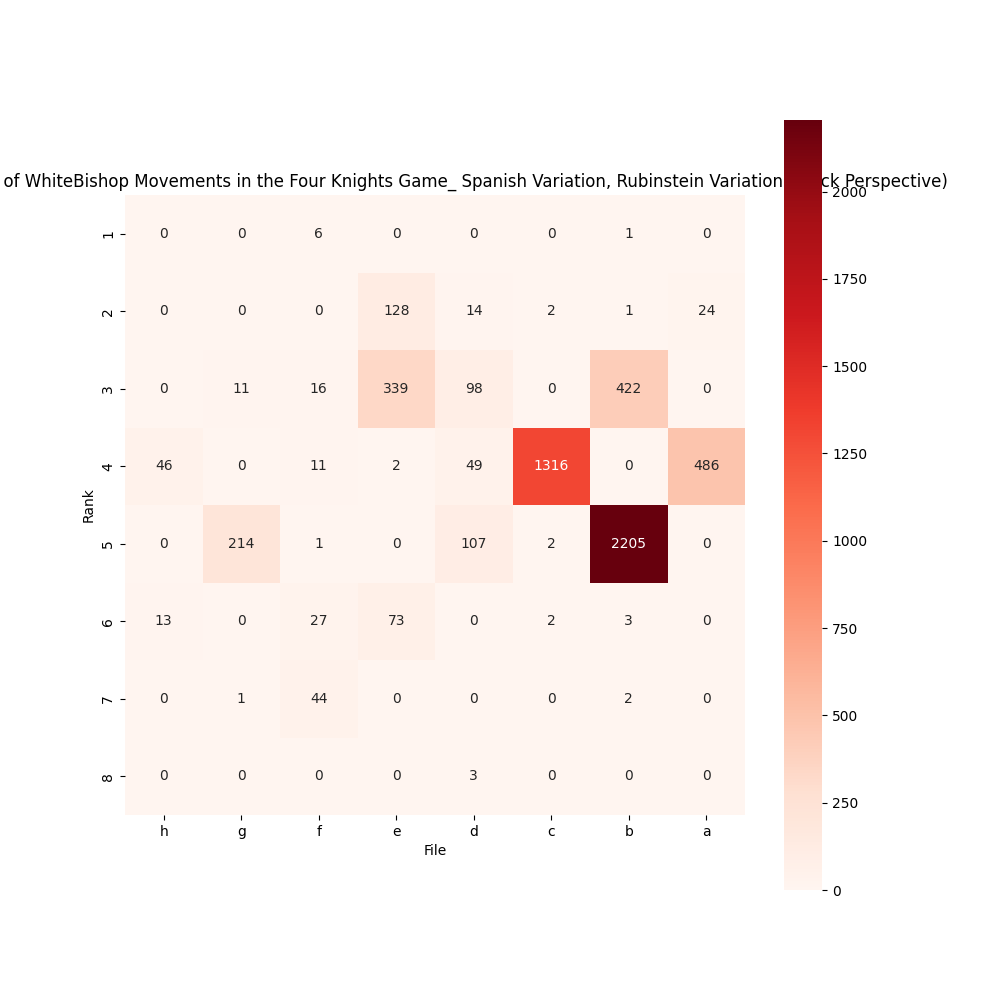 of WhiteBishop Movements in the Four Knights Game_ Spanish Variation, Rubinstein Variation ck Perspective)
2000
1750
1500
1250
1000
750
500
250
0
Rank
1 0 0 6 0 0 0 1 0
2 0 0 0 128 14 2 1 24
3 0 11 16 339 98 0 422 0
4 46 0 11 2 49 1316 0 486
5 0 214 1 0 107 2 2205 0
6 13 0 27 73 0 2 3 0
7 0 1 44 0 0 0 2 0
8 0 0 0 0 3 0 0 0
h g f e d c b a
File